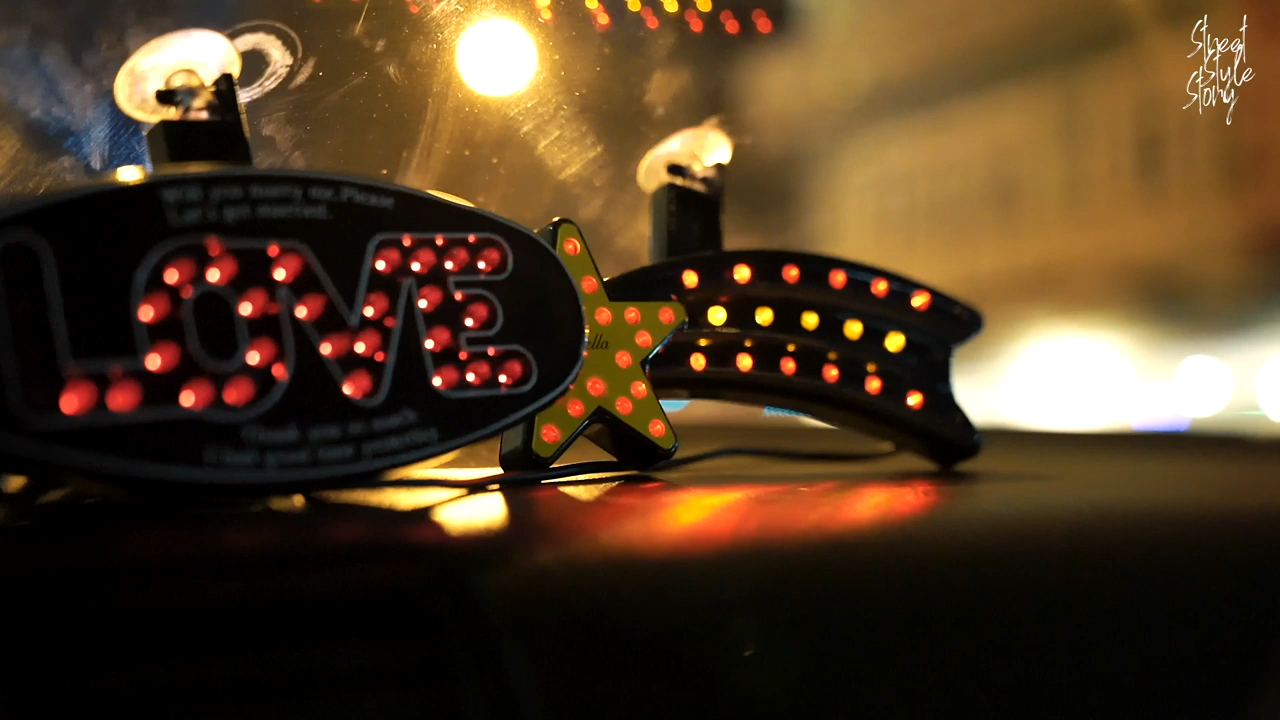 Street
Style
Story
Will you marry me.Please
Let's get married.
LOVE
Thank you so much